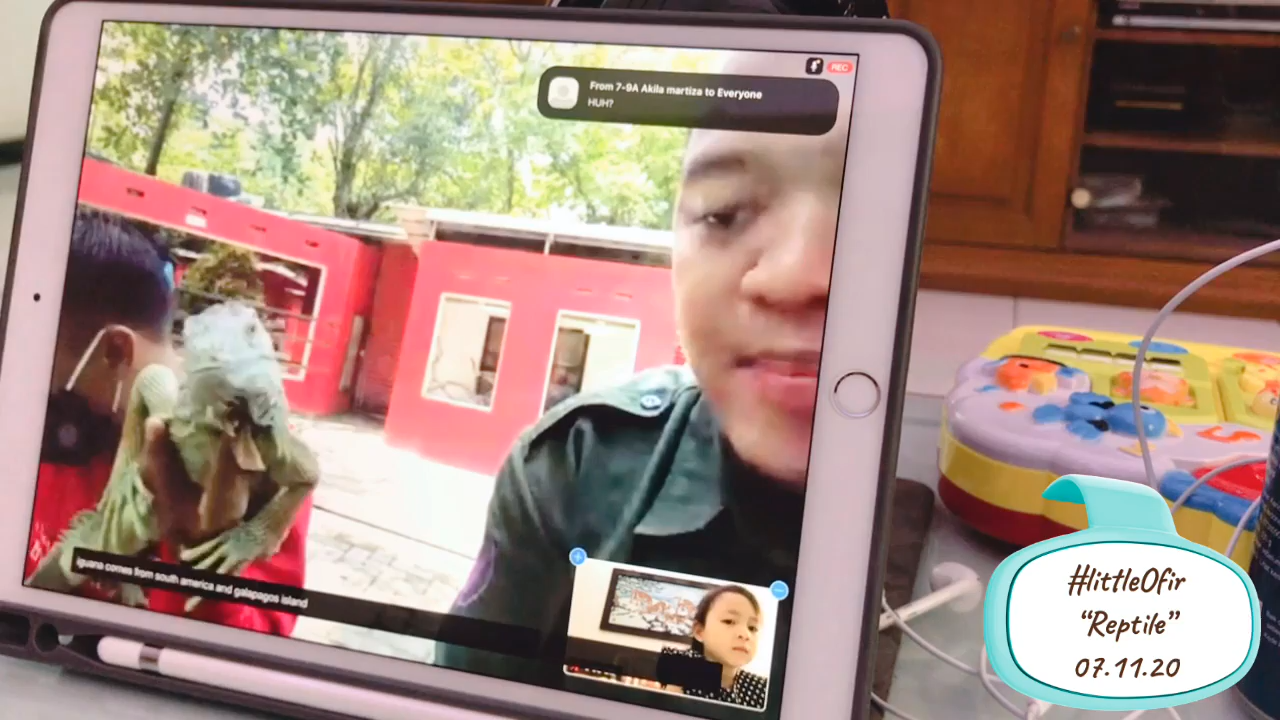 REC
From 7-9A Akila martiza to Everyone
HUH?
iguana comes from south america and galapagos island
#littleOfir
“Reptile”
07.11.20